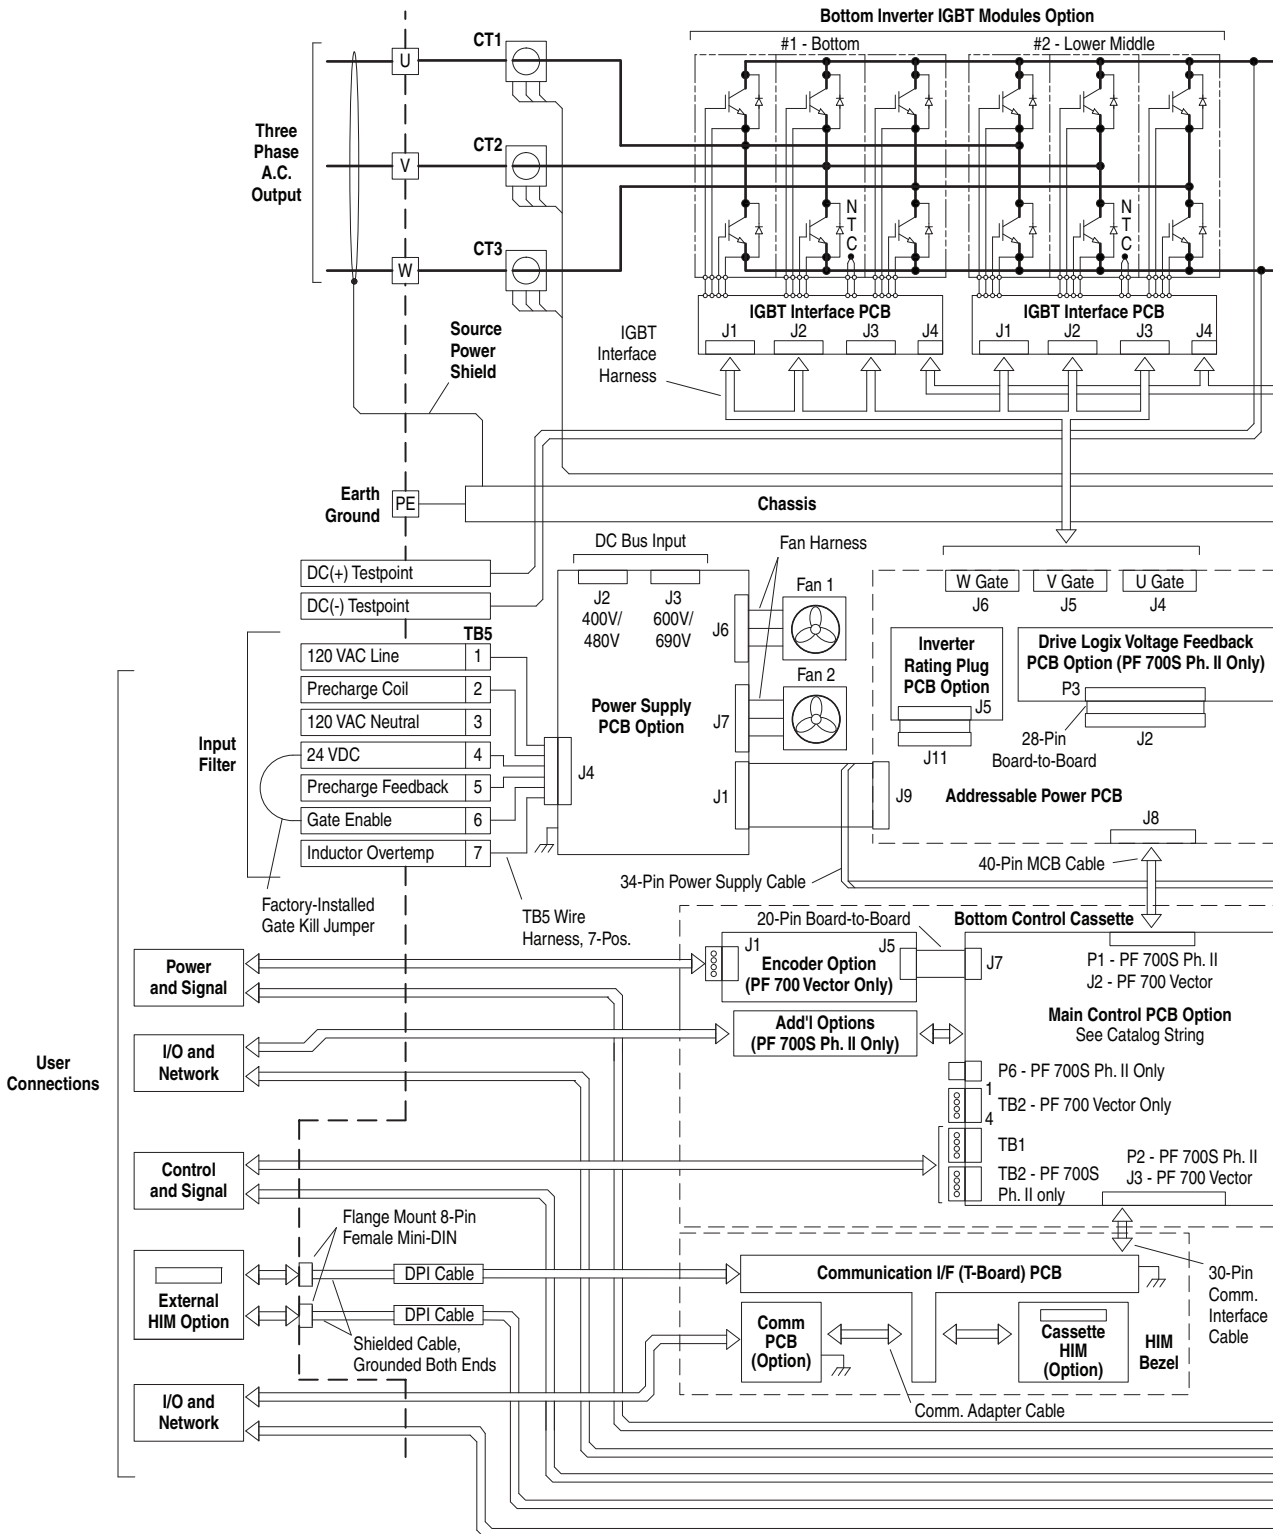 Bottom Inverter IGBT Modules Option
#1 - Bottom
#2 - Lower Middle
CT1
U
Three
Phase
A.C.
Output
CT2
V
CT3
W
N
T
C
N
T
C
IGBT Interface PCB
J1
J2
J3
J4
IGBT Interface PCB
J1
J2
J3
J4
Source
Power
Shield
IGBT
Interface
Harness
Earth
Ground
PE
Chassis
DC(+) Testpoint
DC(-) Testpoint
TB5
Input
Filter
120 VAC Line
1
Precharge Coil
2
120 VAC Neutral
3
24 VDC
4
Precharge Feedback
5
Gate Enable
6
Inductor Overtemp
7
Factory-Installed
Gate Kill Jumper
TB5 Wire
Harness, 7-Pos.
DC Bus Input
J2
400V/
480V
J3
600V/
690V
Power Supply
PCB Option
J4
J6
J7
J1
Fan Harness
Fan 1
Fan 2
34-Pin Power Supply Cable
W Gate
V Gate
U Gate
J6
J5
J4
Inverter
Rating Plug
PCB Option
J5
J11
Drive Logix Voltage Feedback
PCB Option (PF 700S Ph. II Only)
P3
J2
28-Pin
Board-to-Board
J9
Addressable Power PCB
J8
40-Pin MCB Cable
20-Pin Board-to-Board
Bottom Control Cassette
User
Connections
Power
and Signal
J1
J5
Encoder Option
(PF 700 Vector Only)
J7
P1 - PF 700S Ph. II
J2 - PF 700 Vector
Main Control PCB Option
See Catalog String
I/O and
Network
Add'l Options
(PF 700S Ph. II Only)
P6 - PF 700S Ph. II Only
1
TB2 - PF 700 Vector Only
4
TB1
TB2 - PF 700S
Ph. II only
P2 - PF 700S Ph. II
J3 - PF 700 Vector
Control
and Signal
Flange Mount 8-Pin
Female Mini-DIN
External
HIM Option
DPI Cable
DPI Cable
Shielded Cable,
Grounded Both Ends
Communication I/F (T-Board) PCB
30-Pin
Comm.
Interface
Cable
Comm
PCB
(Option)
Cassette
HIM
(Option)
HIM
Bezel
Comm. Adapter Cable
I/O and
Network